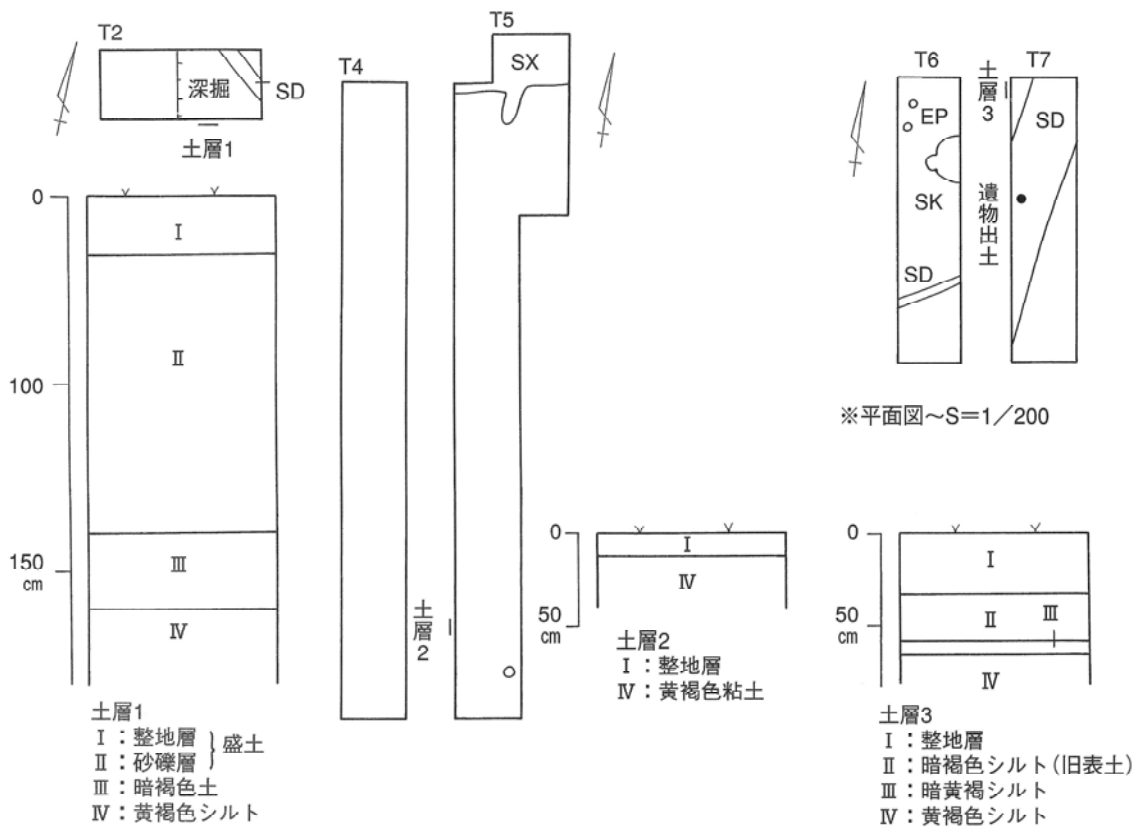 T2
深掘
SD
土層1
T4
T5
SX
土層2
T6
EP
SK
SD
土層3
遺物出土
T7
SD
※平面図~S=1/200
0
100
150
cm
Ⅰ
Ⅱ
Ⅲ
Ⅳ
土層1
Ⅰ:整地層
Ⅱ:砂礫層
盛土
Ⅲ:暗褐色土
Ⅳ:黄褐色シルト
0
50
cm
Ⅰ
Ⅳ
土層2
Ⅰ:整地層
Ⅳ:黄褐色粘土
0
50
cm
Ⅰ
Ⅱ
Ⅲ
Ⅳ
土層3
Ⅰ:整地層
Ⅱ:暗褐色シルト(旧表土)
Ⅲ:暗黄褐シルト
Ⅳ:黄褐色シルト